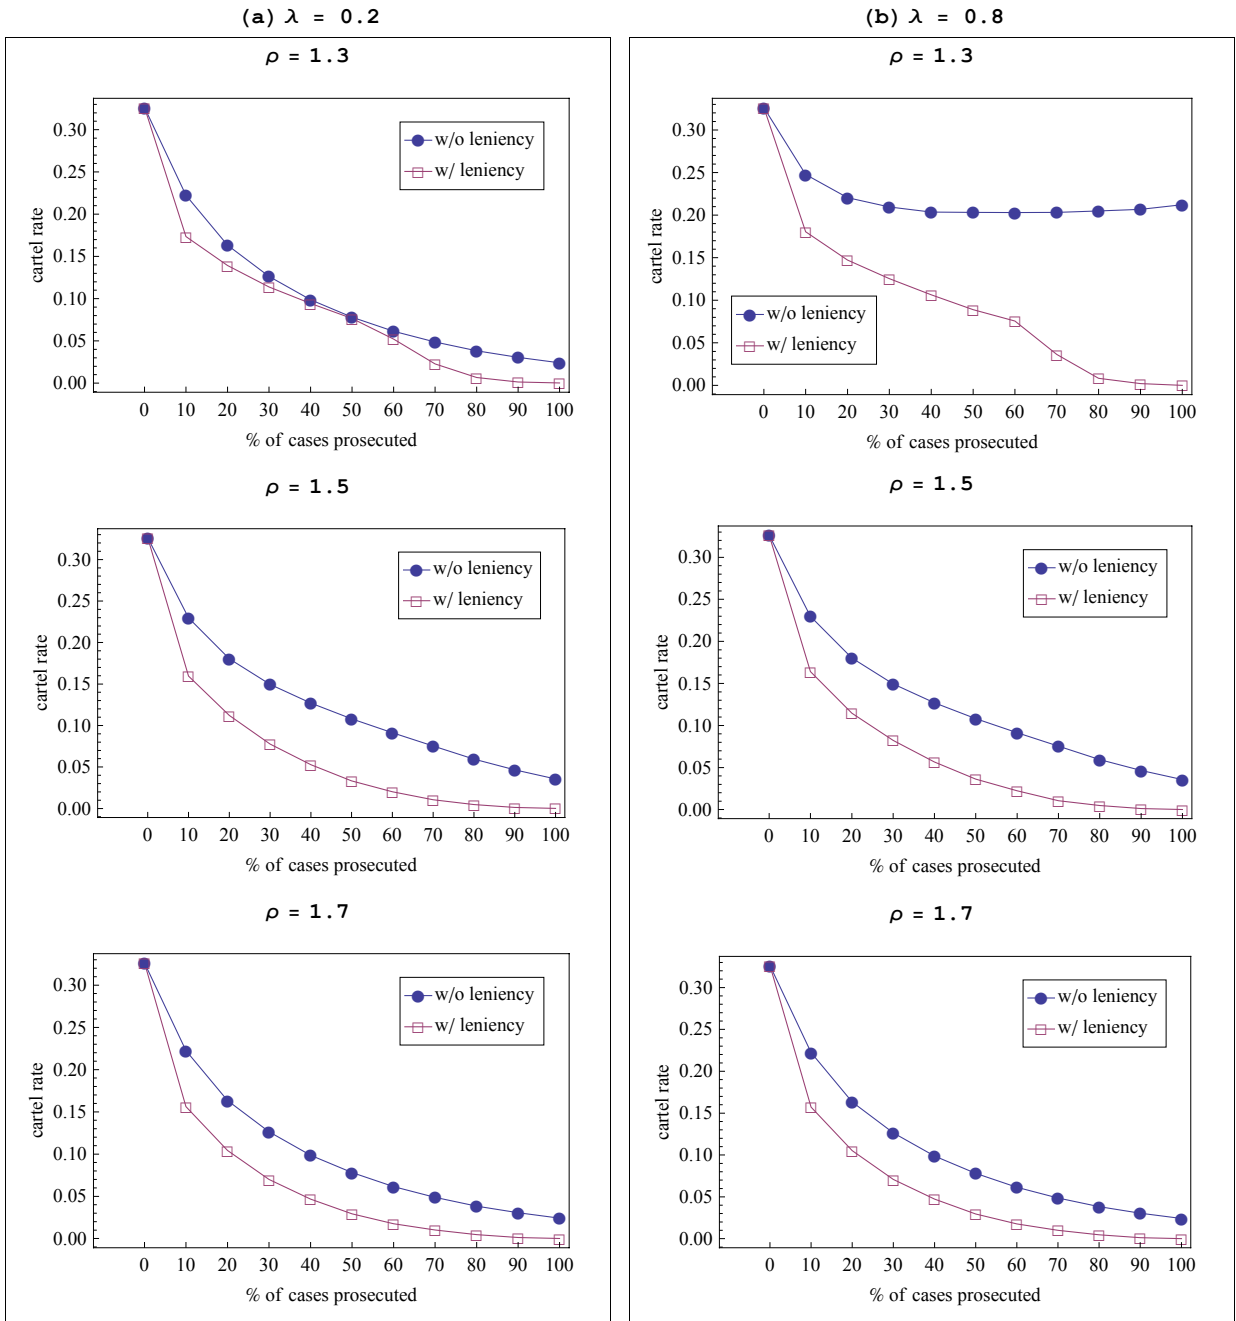 (a) λ = 0.2
ρ = 1.3
0.30
0.25
0.20
0.15
0.10
0.05
0.00
cartel rate
w/o leniency
w/ leniency
0 10 20 30 40 50 60 70 80 90 100
% of cases prosecuted
ρ = 1.5
0.30
0.25
0.20
0.15
0.10
0.05
0.00
cartel rate
w/o leniency
w/ leniency
0 10 20 30 40 50 60 70 80 90 100
% of cases prosecuted
ρ = 1.7
0.30
0.25
0.20
0.15
0.10
0.05
0.00
cartel rate
w/o leniency
w/ leniency
0 10 20 30 40 50 60 70 80 90 100
% of cases prosecuted
(b) λ = 0.8
ρ = 1.3
0.30
0.25
0.20
0.15
0.10
0.05
0.00
cartel rate
w/o leniency
w/ leniency
0 10 20 30 40 50 60 70 80 90 100
% of cases prosecuted
ρ = 1.5
0.30
0.25
0.20
0.15
0.10
0.05
0.00
cartel rate
w/o leniency
w/ leniency
0 10 20 30 40 50 60 70 80 90 100
% of cases prosecuted
ρ = 1.7
0.30
0.25
0.20
0.15
0.10
0.05
0.00
cartel rate
w/o leniency
w/ leniency
0 10 20 30 40 50 60 70 80 90 100
% of cases prosecuted